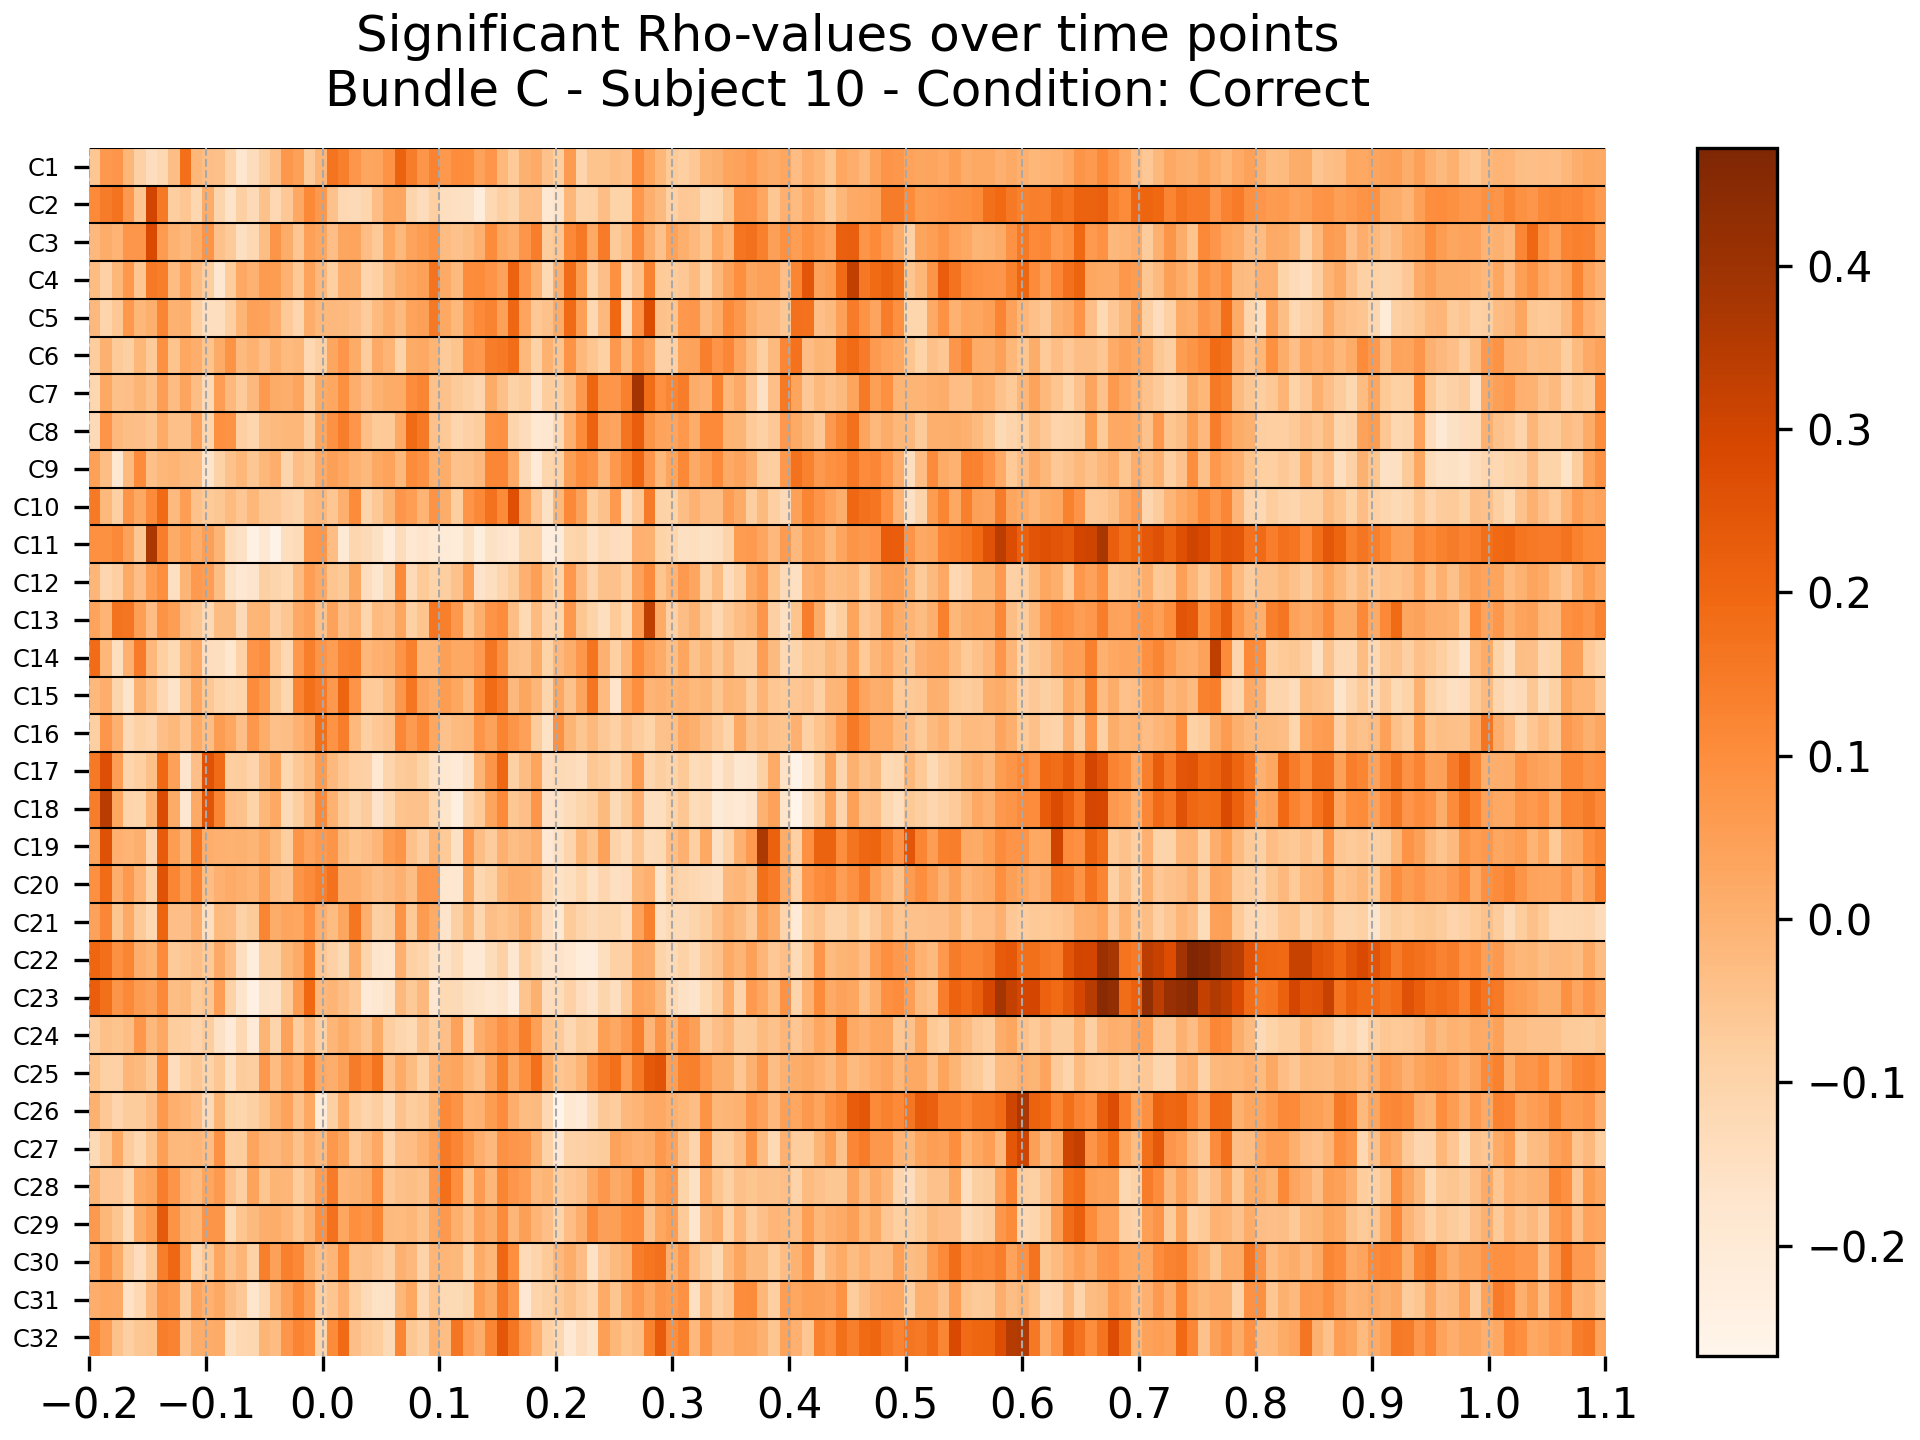 Significant Rho-values over time points
Bundle C - Subject 10 - Condition: Correct
C1
C2
C3
C4
C5
C6
C7
C8
C9
C10
C11
C12
C13
C14
C15
C16
C17
C18
C19
C20
C21
C22
C23
C24
C25
C26
C27
C28
C29
C30
C31
C32
−0.2 −0.1 0.0 0.1 0.2 0.3 0.4 0.5 0.6 0.7 0.8 0.9 1.0 1.1
0.4
0.3
0.2
0.1
0.0
−0.1
−0.2